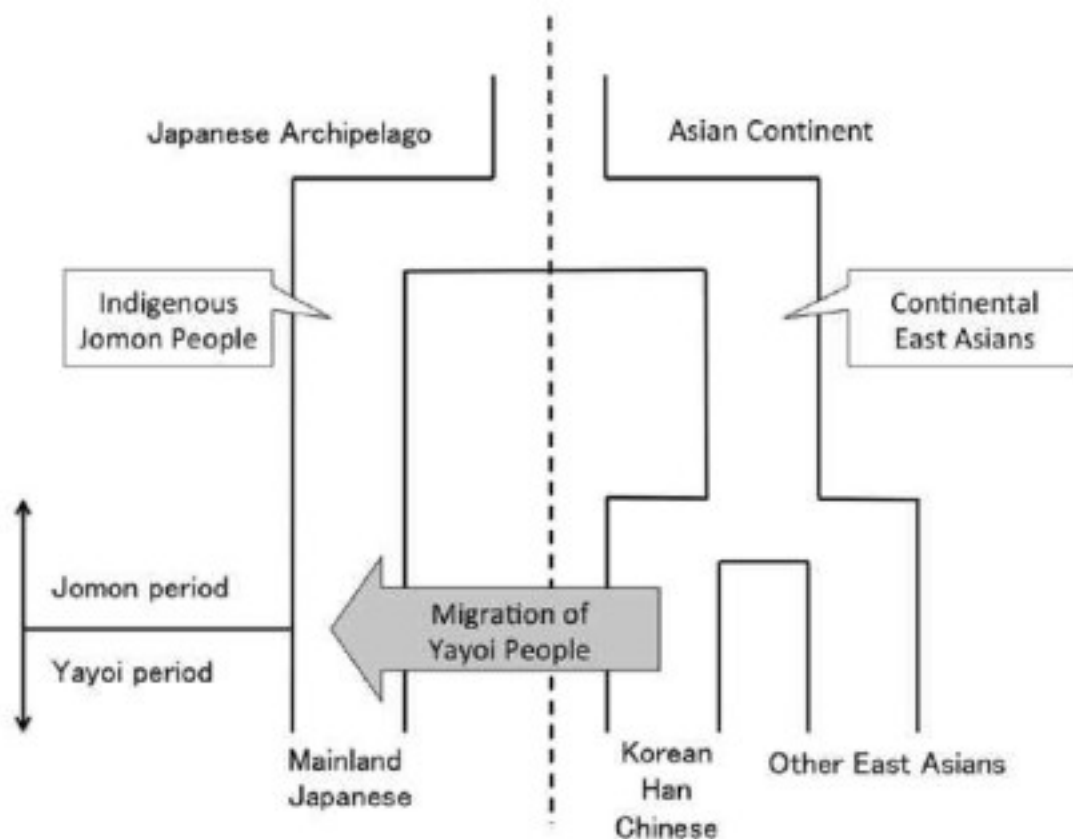 Japanese Archipelago
Asian Continent
Indigenous
Jomon People
Continental
East Asians
Jomon period
Migration of
Yayoi People
Yayoi period
Mainland
Japanese
Korean
Han
Chinese
Other East Asians